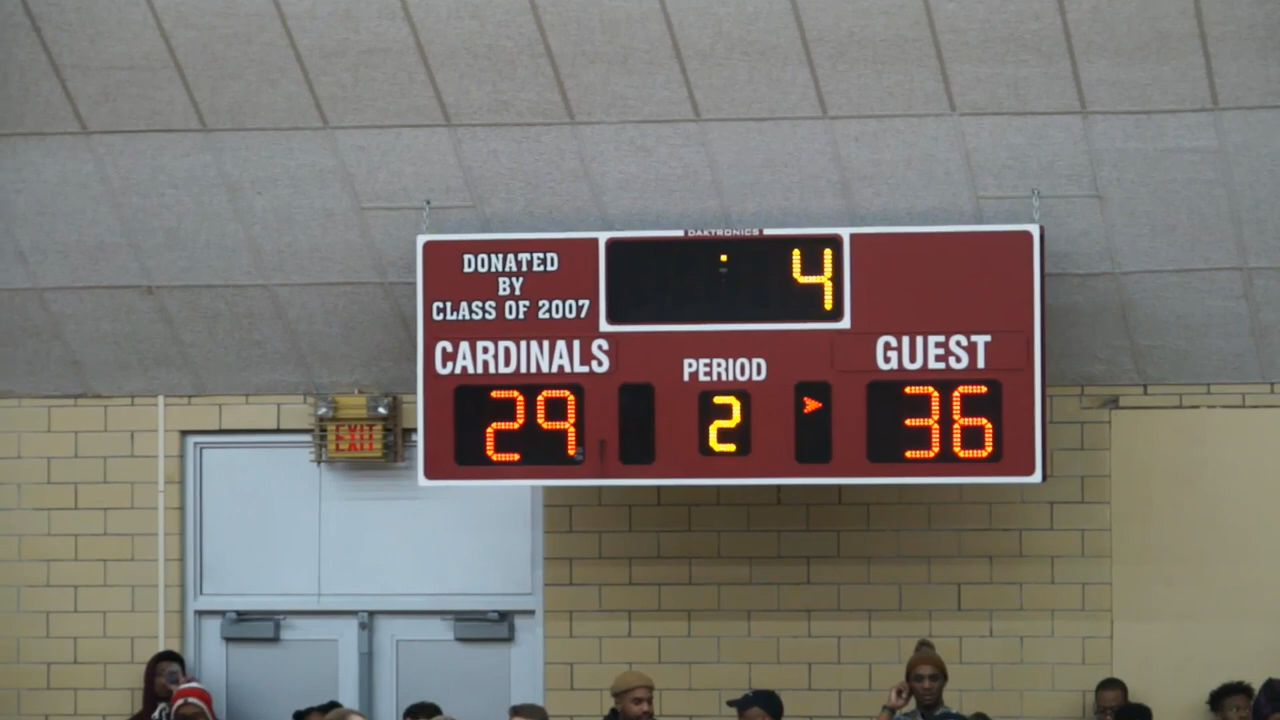 DAKTRONICS
DONATED
BY
CLASS OF 2007
: 4
CARDINALS
PERIOD
GUEST
29
2
36
EXIT